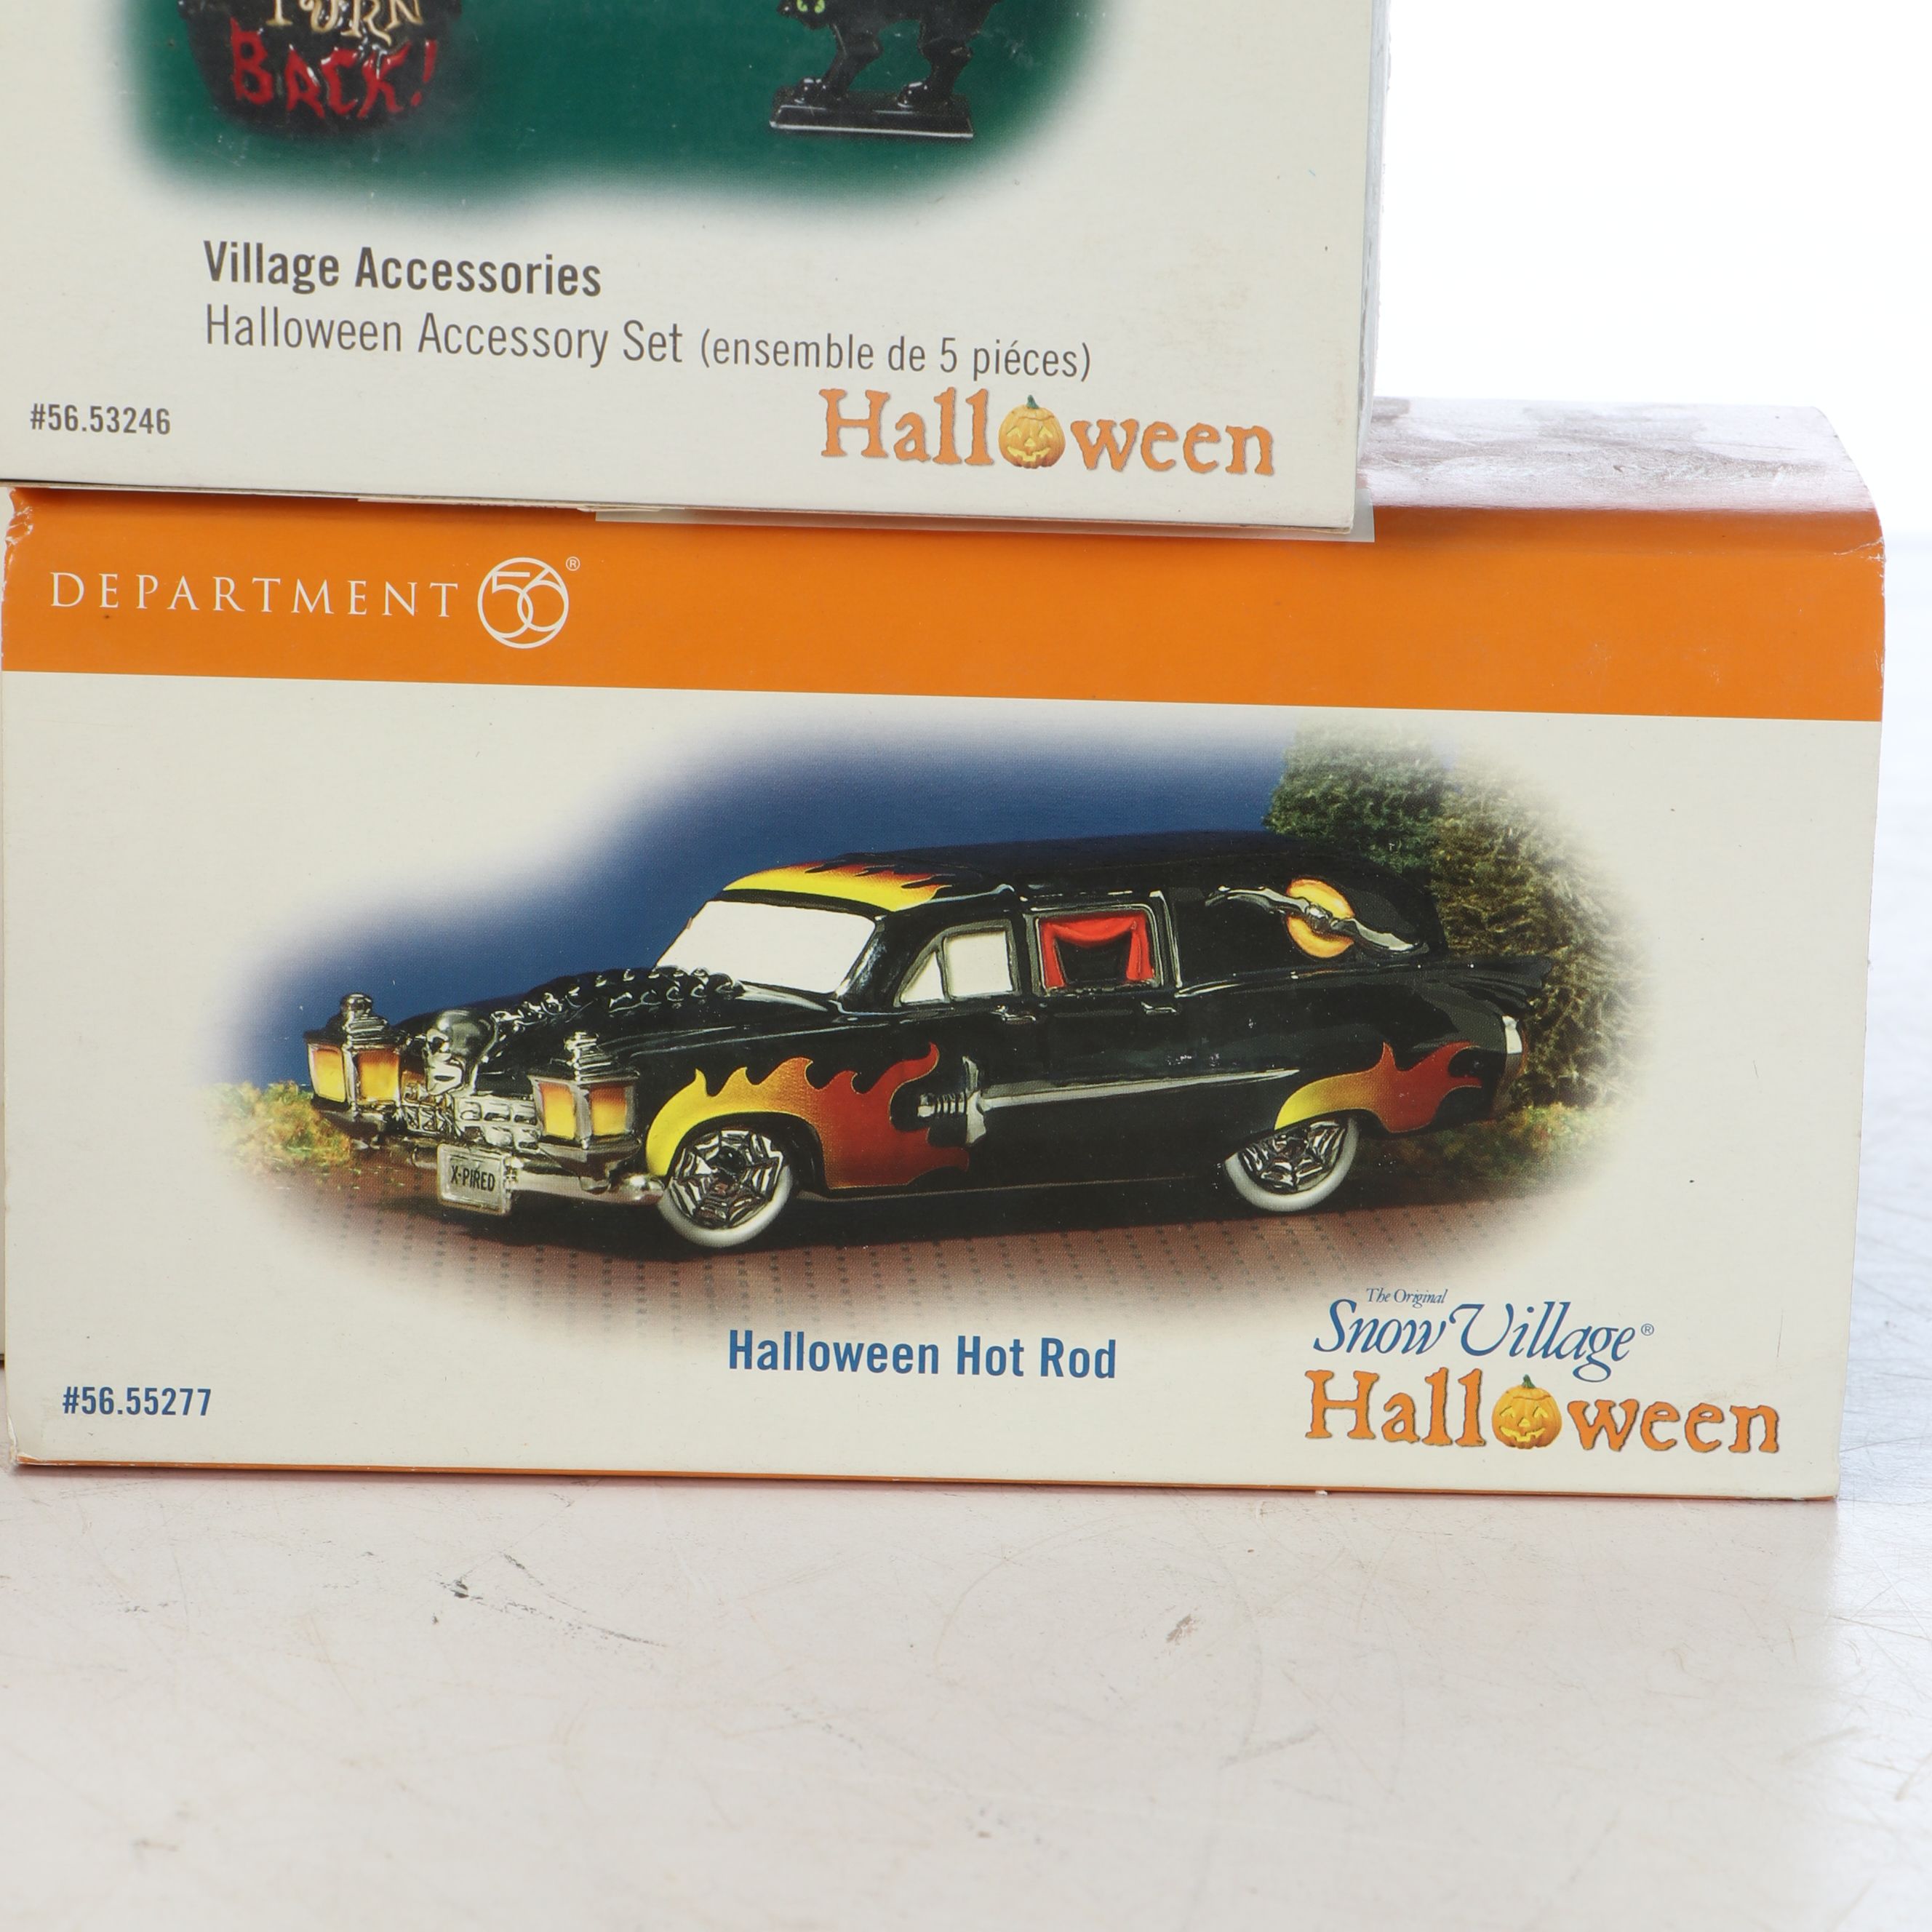 TURN
BACK!
Village Accessories
Halloween Accessory Set (ensemble de 5 piéces)
#56.53246
Halloween
DEPARTMENT 56®
X-PIRED
Halloween Hot Rod
#56.55277
The Original
Snow Village®
Halloween